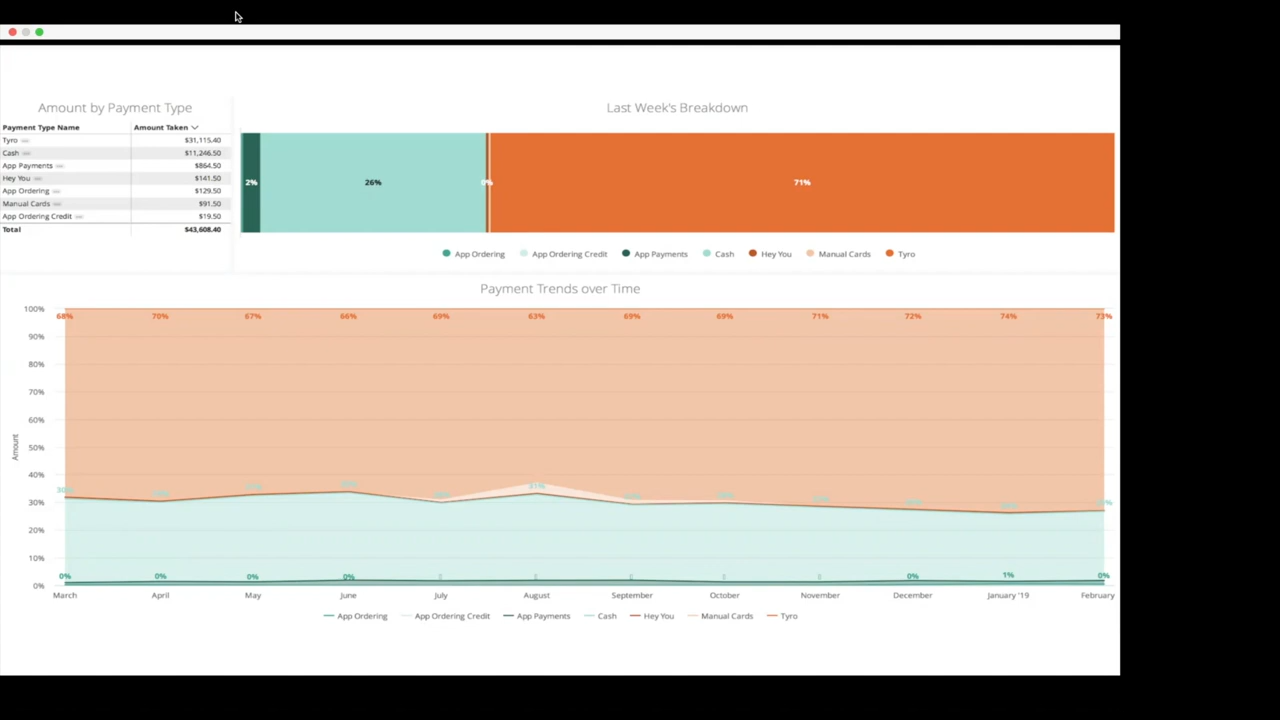 Amount by Payment Type
Payment Type Name Amount Taken
Tyro $31,115.40
Cash $11,246.50
App Payments $864.50
Hey You $141.50
App Ordering $129.50
Manual Cards $91.50
App Ordering Credit $19.50
Total $43,608.40
Last Week's Breakdown
2% 26% 0% 71%
App Ordering App Ordering Credit App Payments Cash Hey You Manual Cards Tyro
Payment Trends over Time
100%
68% 70% 67% 66% 69% 63% 69% 69% 71% 72% 74% 73%
90%
80%
70%
60%
50%
Amount
40%
31%
30%
20%
10%
0% 0% 0% 0% 0% 1% 0%
0%
March April May June July August September October November December January '19 February
App Ordering App Ordering Credit App Payments Cash Hey You Manual Cards Tyro